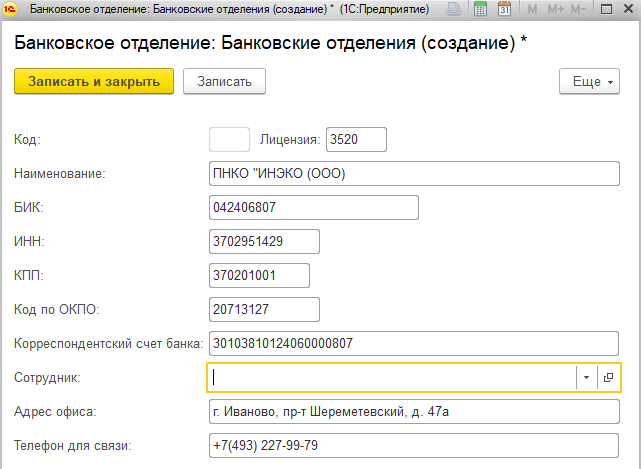 1С Банковское отделение: Банковские отделения (создание) * (1С:Предприятие) 31 M M+ M-
Банковское отделение: Банковские отделения (создание) *
Записать и закрыть Записать Еще
Код: Лицензия: 3520
Наименование: ПНКО "ИНЭКО (ООО)
БИК: 042406807
ИНН: 3702951429
КПП: 370201001
Код по ОКПО: 20713127
Корреспондентский счет банка: 30103810124060000807
Сотрудник:
Адрес офиса: г. Иваново, пр-т Шереметевский, д. 47а
Телефон для связи: +7(493) 227-99-79